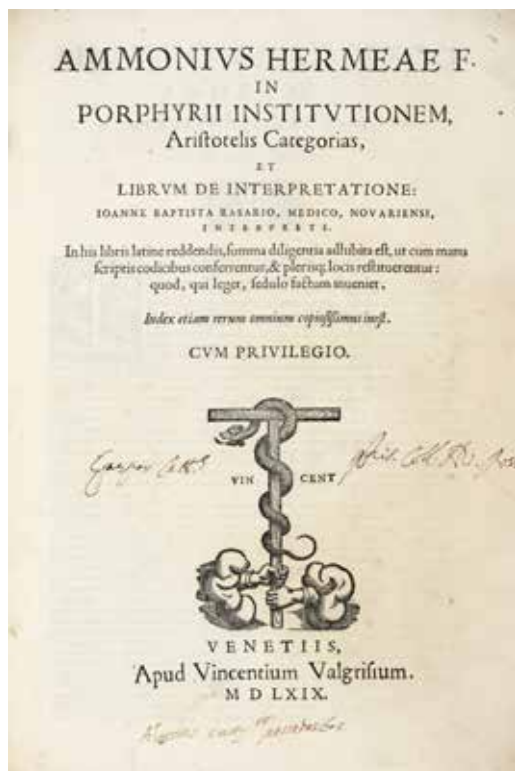 AMMONIVS HERMEAE F.
IN
PORPHYRII INSTITVTIONEM,
Aristotelis Categorias,
ET
LIBRVM DE INTERPRETATIONE:
IOANNE BAPTISTA RASARIO, MEDICO, NOVARIENSI,
INTERPRETE.
In his libris latine reddendis, summa diligentia adhibita est, ut cum manu
scriptis codicibus conferrentur, & plerisq; locis restituerentur:
quod, qui leget, sedulo factum inueniet.
Index etiam rerum omnium copiosissimus inest.
CVM PRIVILEGIO.
VIN CENT
VENETIIS,
Apud Vincentium Valgrisium.
M D LXIX.